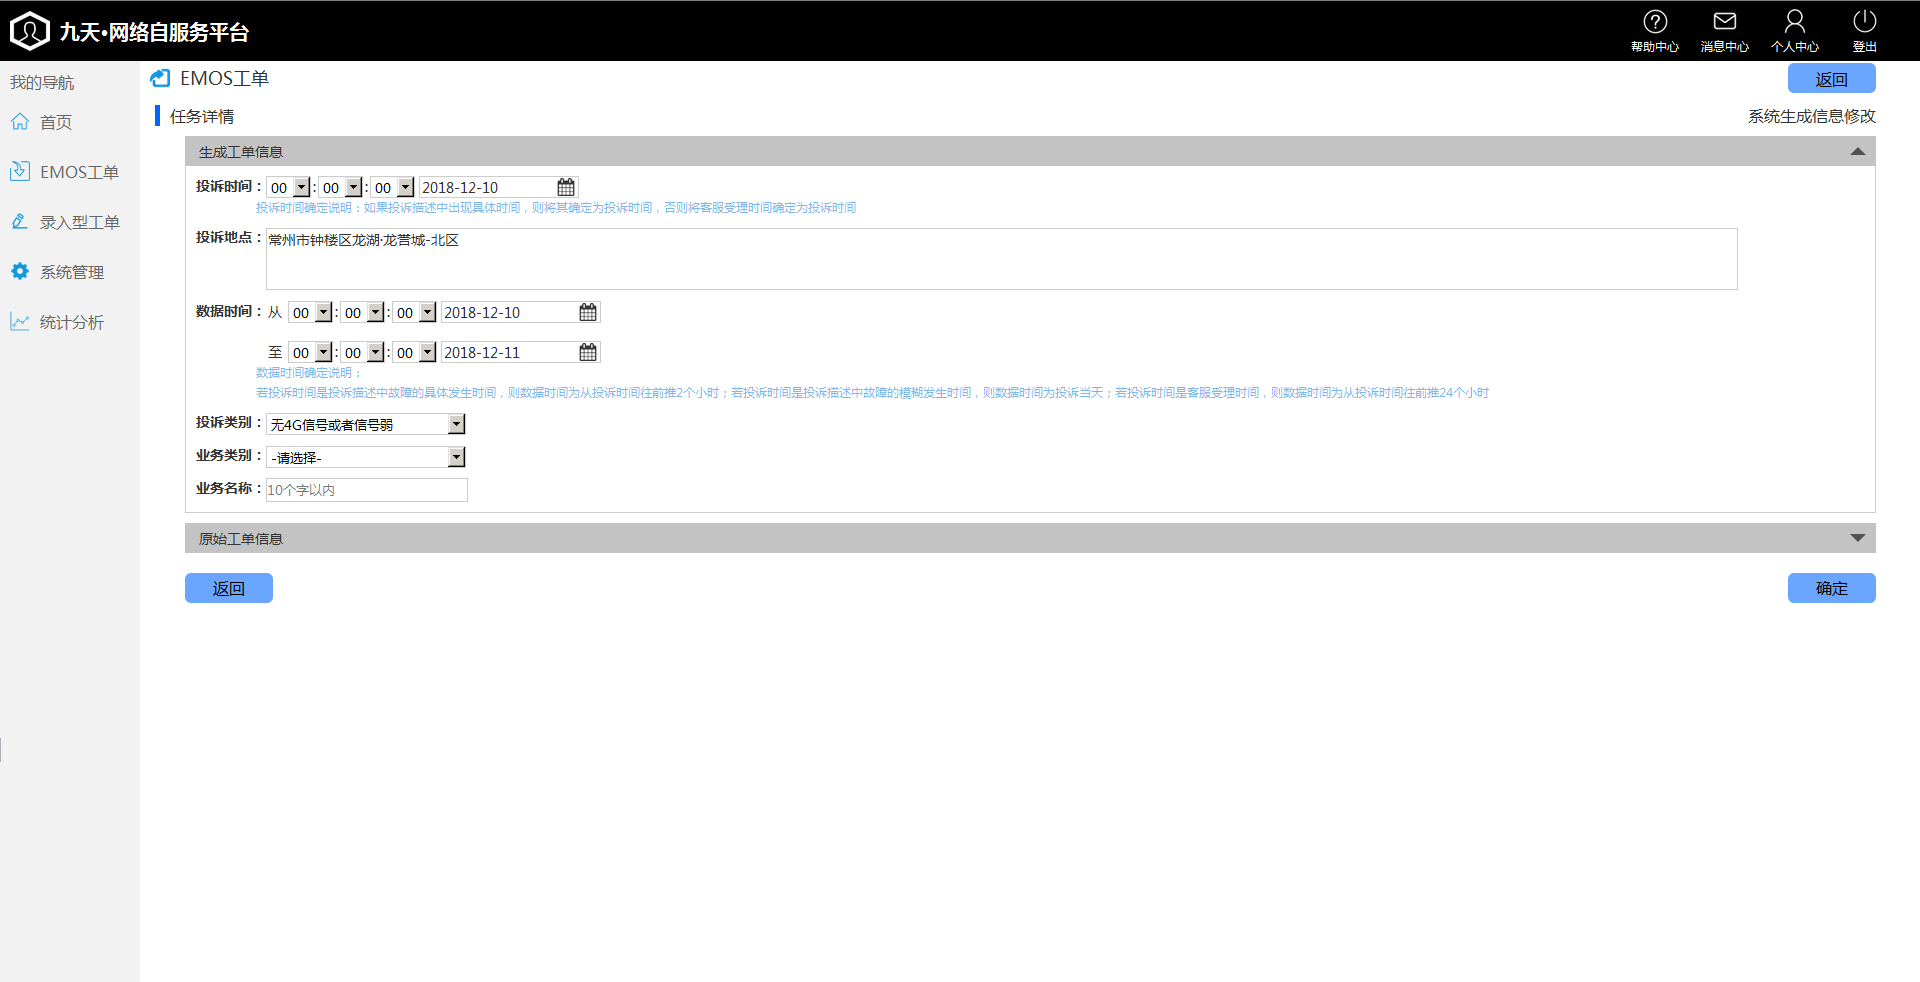 九天•网络自服务平台
帮助中心 消息中心 个人中心 登出
我的导航
首页
EMOS工单
录入型工单
系统管理
统计分析
EMOS工单 返回
任务详情 系统生成信息修改
生成工单信息
投诉时间： 00 : 00 : 00 2018-12-10
投诉时间确定说明：如果投诉描述中出现具体时间，则将其确定为投诉时间，否则将客服受理时间确定为投诉时间
投诉地点： 常州市钟楼区龙湖·龙誉城-北区
数据时间： 从 00 : 00 : 00 2018-12-10
至 00 : 00 : 00 2018-12-11
数据时间确定说明：
若投诉时间是投诉描述中故障的具体发生时间，则数据时间为从投诉时间往前推2个小时；若投诉时间是投诉描述中故障的模糊发生时间，则数据时间为投诉当天；若投诉时间是客服受理时间，则数据时间为从投诉时间往前推24个小时
投诉类别： 无4G信号或者信号弱
业务类别： -请选择-
业务名称： 10个字以内
原始工单信息
返回 确定